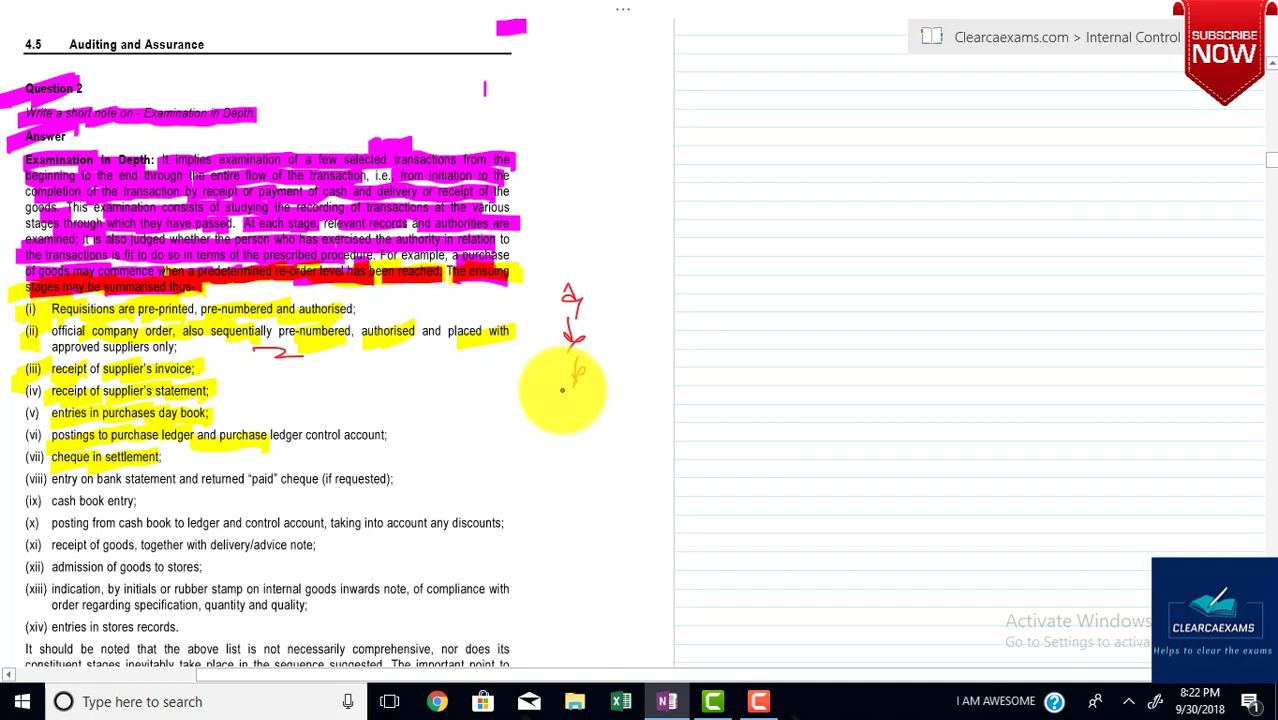 4.5 Auditing and Assurance
Clearcaexams.com > Internal Control
SUBSCRIBE
NOW
Question 2
Write a short note on - Examination in Depth
Answer
Examination in Depth: It implies examination of a few selected transactions from the
beginning to the end through the entire flow of the transaction, i.e., from initiation to the
completion of the transaction by receipt or payment of cash and delivery or receipt of the
goods. This examination consists of studying the recording of transactions at the various
stages through which they have passed. At each stage, relevant records and authorities are
examined; it is also judged whether the person who has exercised the authority in relation to
the transactions is fit to do so in terms of the prescribed procedure. For example, a purchase
of goods may commence when a predetermined re-order level has been reached. The ensuing
stages may be summarised thus-
(i) Requisitions are pre-printed, pre-numbered and authorised;
(ii) official company order, also sequentially pre-numbered, authorised and placed with
approved suppliers only;
(iii) receipt of supplier's invoice;
(iv) receipt of supplier's statement;
(v) entries in purchases day book;
(vi) postings to purchase ledger and purchase ledger control account;
(vii) cheque in settlement;
(viii) entry on bank statement and returned "paid" cheque (if requested);
(ix) cash book entry;
(x) posting from cash book to ledger and control account, taking into account any discounts;
(xi) receipt of goods, together with delivery/advice note;
(xii) admission of goods to stores;
(xiii) indication, by initials or rubber stamp on internal goods inwards note, of compliance with
order regarding specification, quantity and quality;
(xiv) entries in stores records.
It should be noted that the above list is not necessarily comprehensive, nor does its
constituent stages inevitably take place in the sequence suggested. The important point to
Activate Windows
Go to Settings to activa
CLEARCAEXAMS
Helps to clear the exams
Type here to search
I AM AWESOME
8:22 PM
9/30/2018